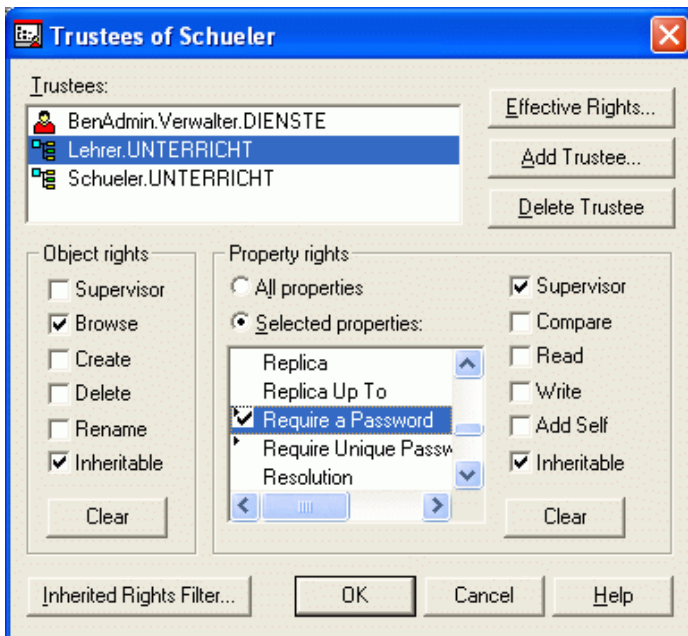 Trustees of Schueler
Trustees:
BenAdmin.Verwalter.DIENSTE
Lehrer.UNTERRICHT
Schueler.UNTERRICHT
Effective Rights...
Add Trustee...
Delete Trustee
Object rights
Supervisor
Browse
Create
Delete
Rename
Inheritable
Clear
Property rights
All properties
Selected properties:
Replica
Replica Up To
Require a Password
Require Unique Passw
Resolution
Supervisor
Compare
Read
Write
Add Self
Inheritable
Clear
Inherited Rights Filter...
OK
Cancel
Help